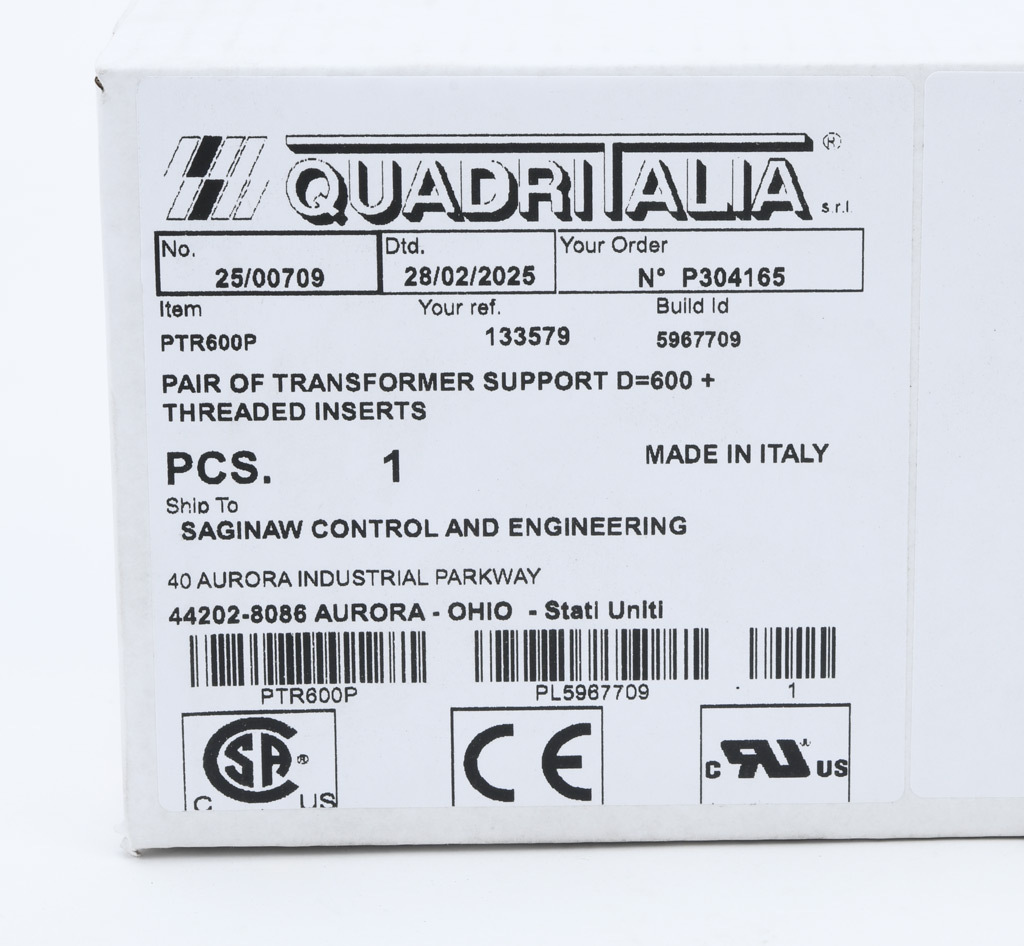 QUADRITALIA ® s.r.l.
No. Dtd. Your Order
25/00709 28/02/2025 N° P304165
Item Your ref. Build Id
PTR600P 133579 5967709
PAIR OF TRANSFORMER SUPPORT D=600 +
THREADED INSERTS
PCS. 1 MADE IN ITALY
Ship To
SAGINAW CONTROL AND ENGINEERING
40 AURORA INDUSTRIAL PARKWAY
44202-8086 AURORA - OHIO - Stati Uniti
PTR600P PL5967709 1
CSA ® CE RU
C US C US